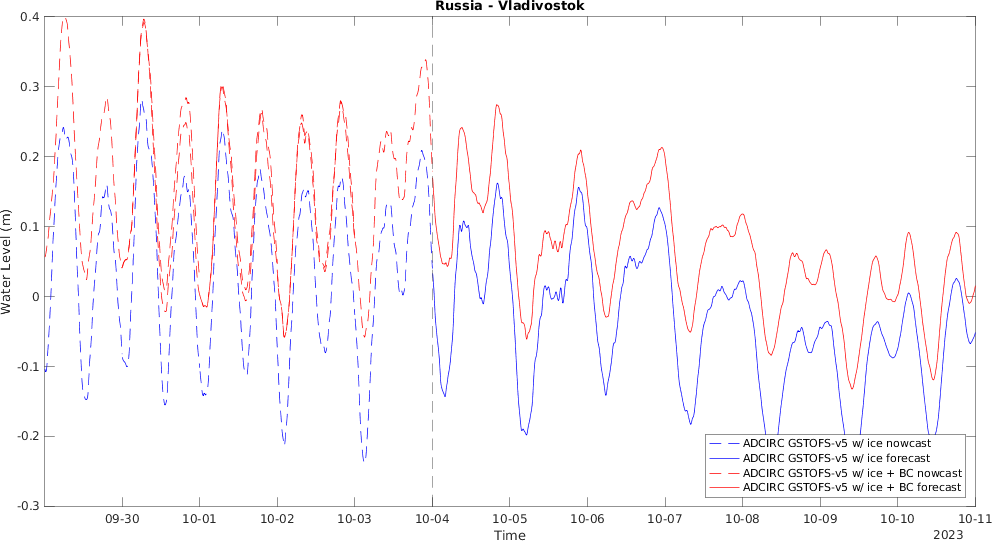 Russia - Vladivostok
Water Level (m)
0.4
0.3
0.2
0.1
0
-0.1
-0.2
-0.3
ADCIRC GSTOFS-v5 w/ ice nowcast
ADCIRC GSTOFS-v5 w/ ice forecast
ADCIRC GSTOFS-v5 w/ ice + BC nowcast
ADCIRC GSTOFS-v5 w/ ice + BC forecast
09-30 10-01 10-02 10-03 10-04 10-05 10-06 10-07 10-08 10-09 10-10 10-11
Time
2023